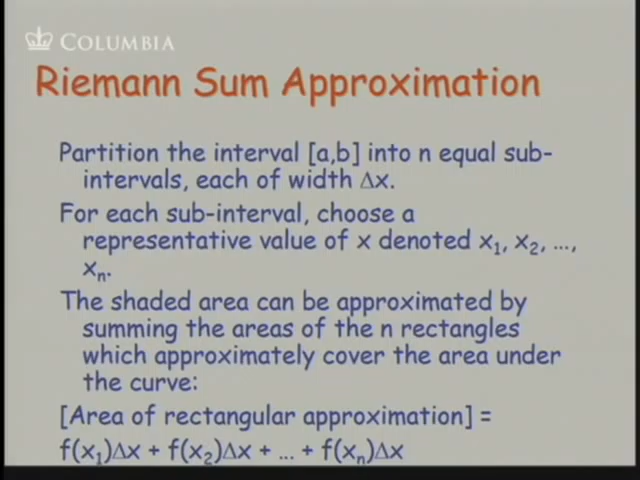 COLUMBIA
Riemann Sum Approximation
Partition the interval [a,b] into n equal sub-
intervals, each of width Δx.
For each sub-interval, choose a
representative value of x denoted x₁, x₂, …,
xₙ.
The shaded area can be approximated by
summing the areas of the n rectangles
which approximately cover the area under
the curve:
[Area of rectangular approximation] =
f(x₁)Δx + f(x₂)Δx + … + f(xₙ)Δx